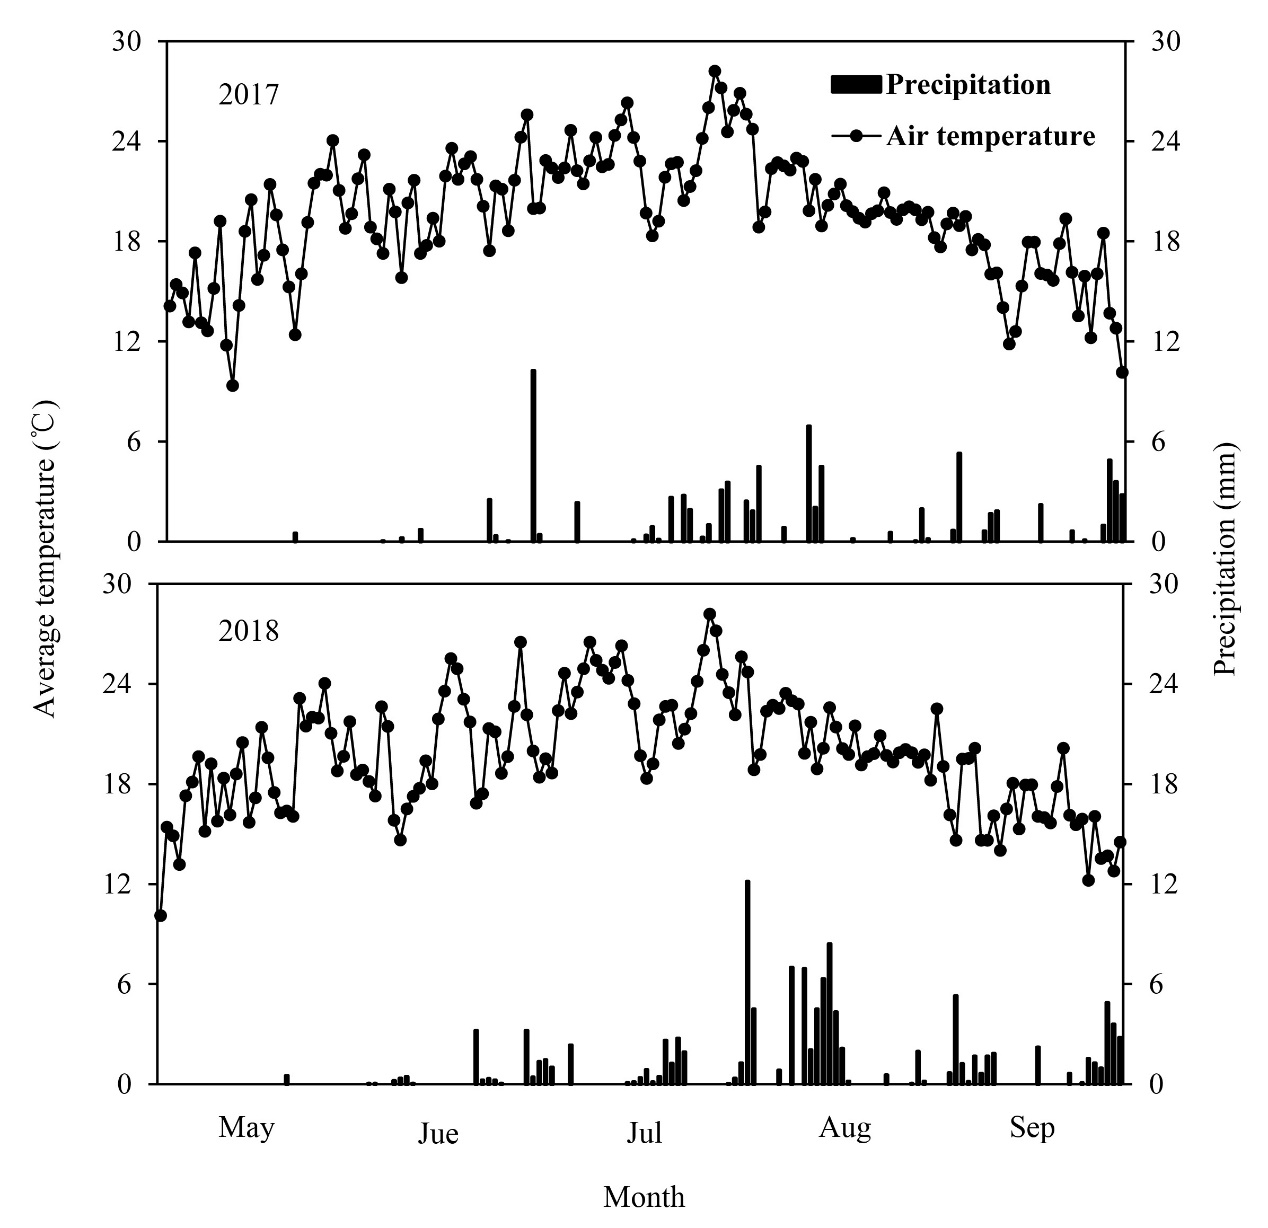 30
24
18
12
6
0
2017
Precipitation
Air temperature
30
24
18
12
6
0
Average temperature (℃)
Precipitation (mm)
30
24
18
12
6
0
2018
30
24
18
12
6
0
May
Jue
Jul
Aug
Sep
Month